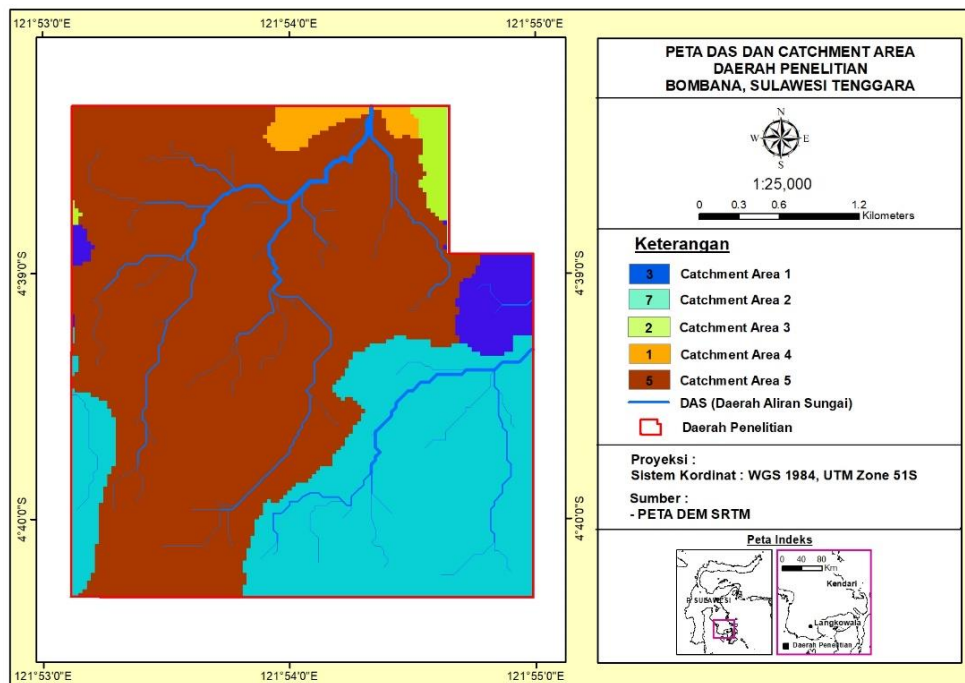 121°53'0"E
121°54'0"E
121°55'0"E
4°39'0"S
4°40'0"S
4°39'0"S
4°40'0"S
121°53'0"E
121°54'0"E
121°55'0"E
PETA DAS DAN CATCHMENT AREA
DAERAH PENELITIAN
BOMBANA, SULAWESI TENGGARA
N
W E
S
1:25,000
0 0.3 0.6 1.2
Kilometers
Keterangan
3 Catchment Area 1
7 Catchment Area 2
2 Catchment Area 3
1 Catchment Area 4
5 Catchment Area 5
DAS (Daerah Aliran Sungai)
Daerah Penelitian
Proyeksi :
Sistem Kordinat : WGS 1984, UTM Zone 51S
Sumber :
- PETA DEM SRTM
Peta Indeks
P. SULAWESI
0 40 80
Km
Kendari
Langkowala
Daerah Penelitian